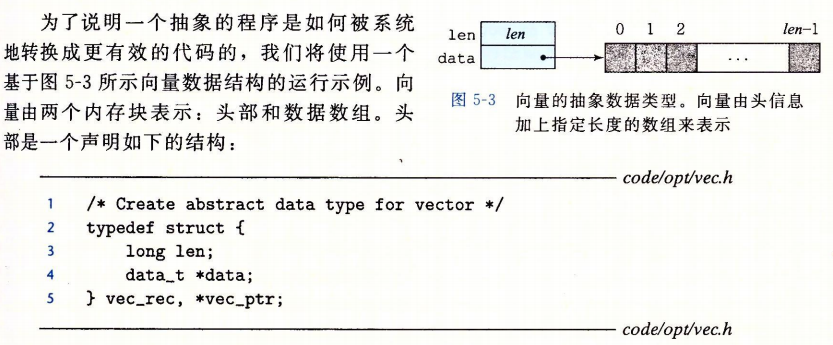 为了说明一个抽象的程序是如何被系统
地转换成更有效的代码的，我们将使用一个
基于图 5-3 所示向量数据结构的运行示例。向
量由两个内存块表示：头部和数据数组。头
部是一个声明如下的结构：
len len
data
0 1 2 len-1
...
图 5-3 向量的抽象数据类型。向量由头信息
加上指定长度的数组来表示
code/opt/vec.h
1 /* Create abstract data type for vector */
2 typedef struct {
3 long len;
4 data_t *data;
5 } vec_rec, *vec_ptr;
code/opt/vec.h